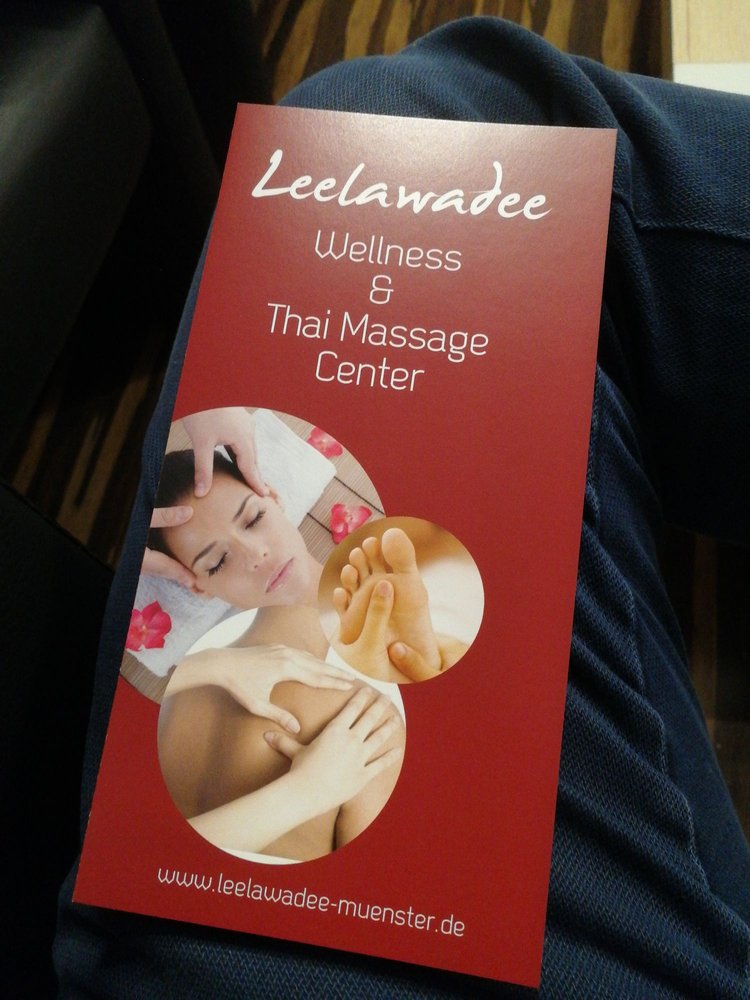 Leelawadee
Wellness
&
Thai Massage
Center
www.leelawadee-muenster.de